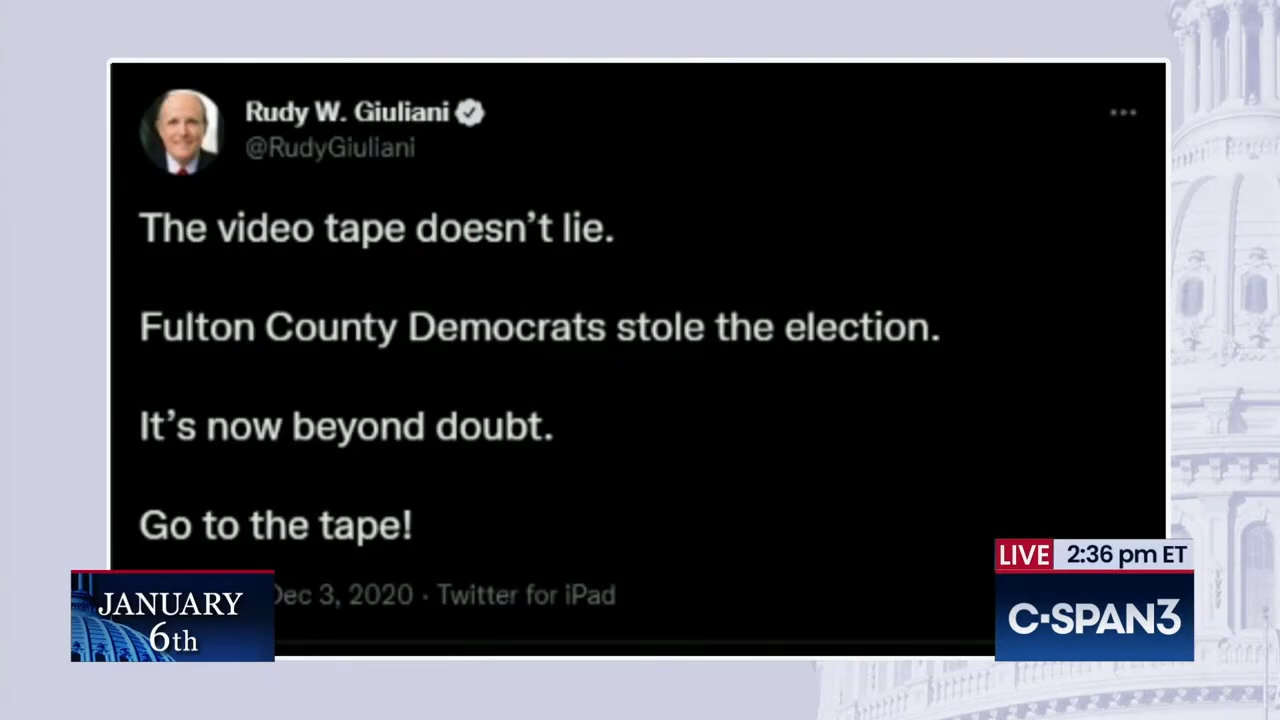 Rudy W. Giuliani
@RudyGiuliani
The video tape doesn't lie.
Fulton County Democrats stole the election.
It's now beyond doubt.
Go to the tape!
Dec 3, 2020 · Twitter for iPad
JANUARY
6th
LIVE 2:36 pm ET
C-SPAN3